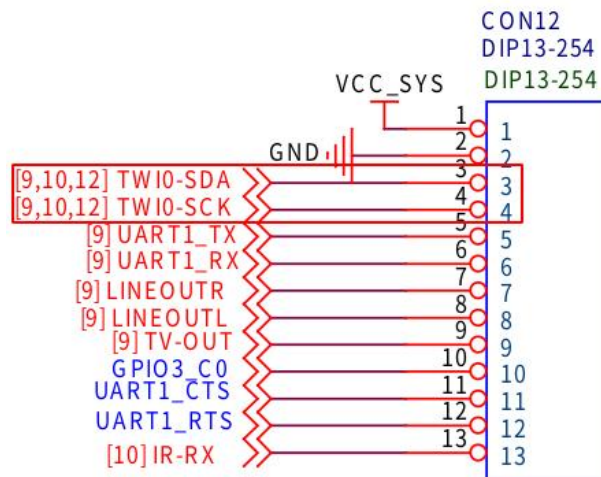 CON12
DIP13-254
DIP13-254
VCC_SYS
1 1
GND 2 2
[9,10,12] TWI0-SDA 3 3
[9,10,12] TWI0-SCK 4 4
[9] UART1_TX 5 5
[9] UART1_RX 6 6
[9] LINEOUTR 7 7
[9] LINEOUTL 8 8
[9] TV-OUT 9 9
GPIO3_C0 10 10
UART1_CTS 11 11
UART1_RTS 12 12
[10] IR-RX 13 13